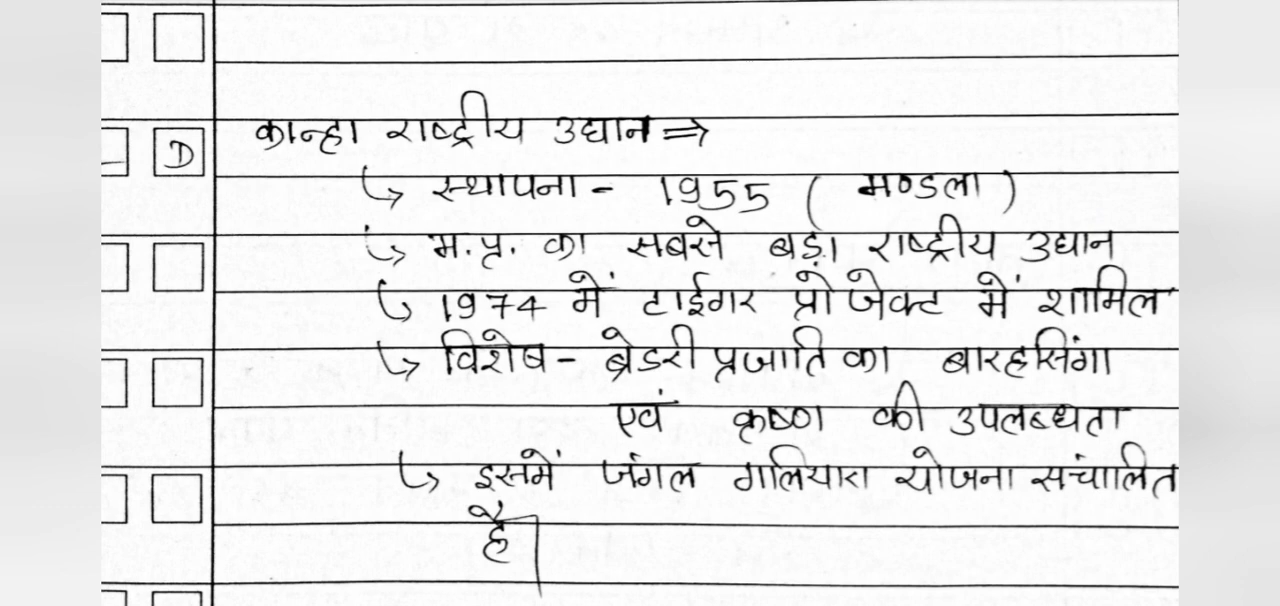 D
कान्हा राष्ट्रीय उद्यान ⇒
↳ स्थापना - 1955 ( मण्डला )
↳ म.प्र. का सबसे बड़ा राष्ट्रीय उद्यान
↳ 1974 में टाईगर प्रोजेक्ट में शामिल
↳ विशेष - ब्रेडरी प्रजाति का बारहसिंगा
एवं कृष्ण की उपलब्धता
↳ इसमें जंगल गलियारा योजना संचालित
है|